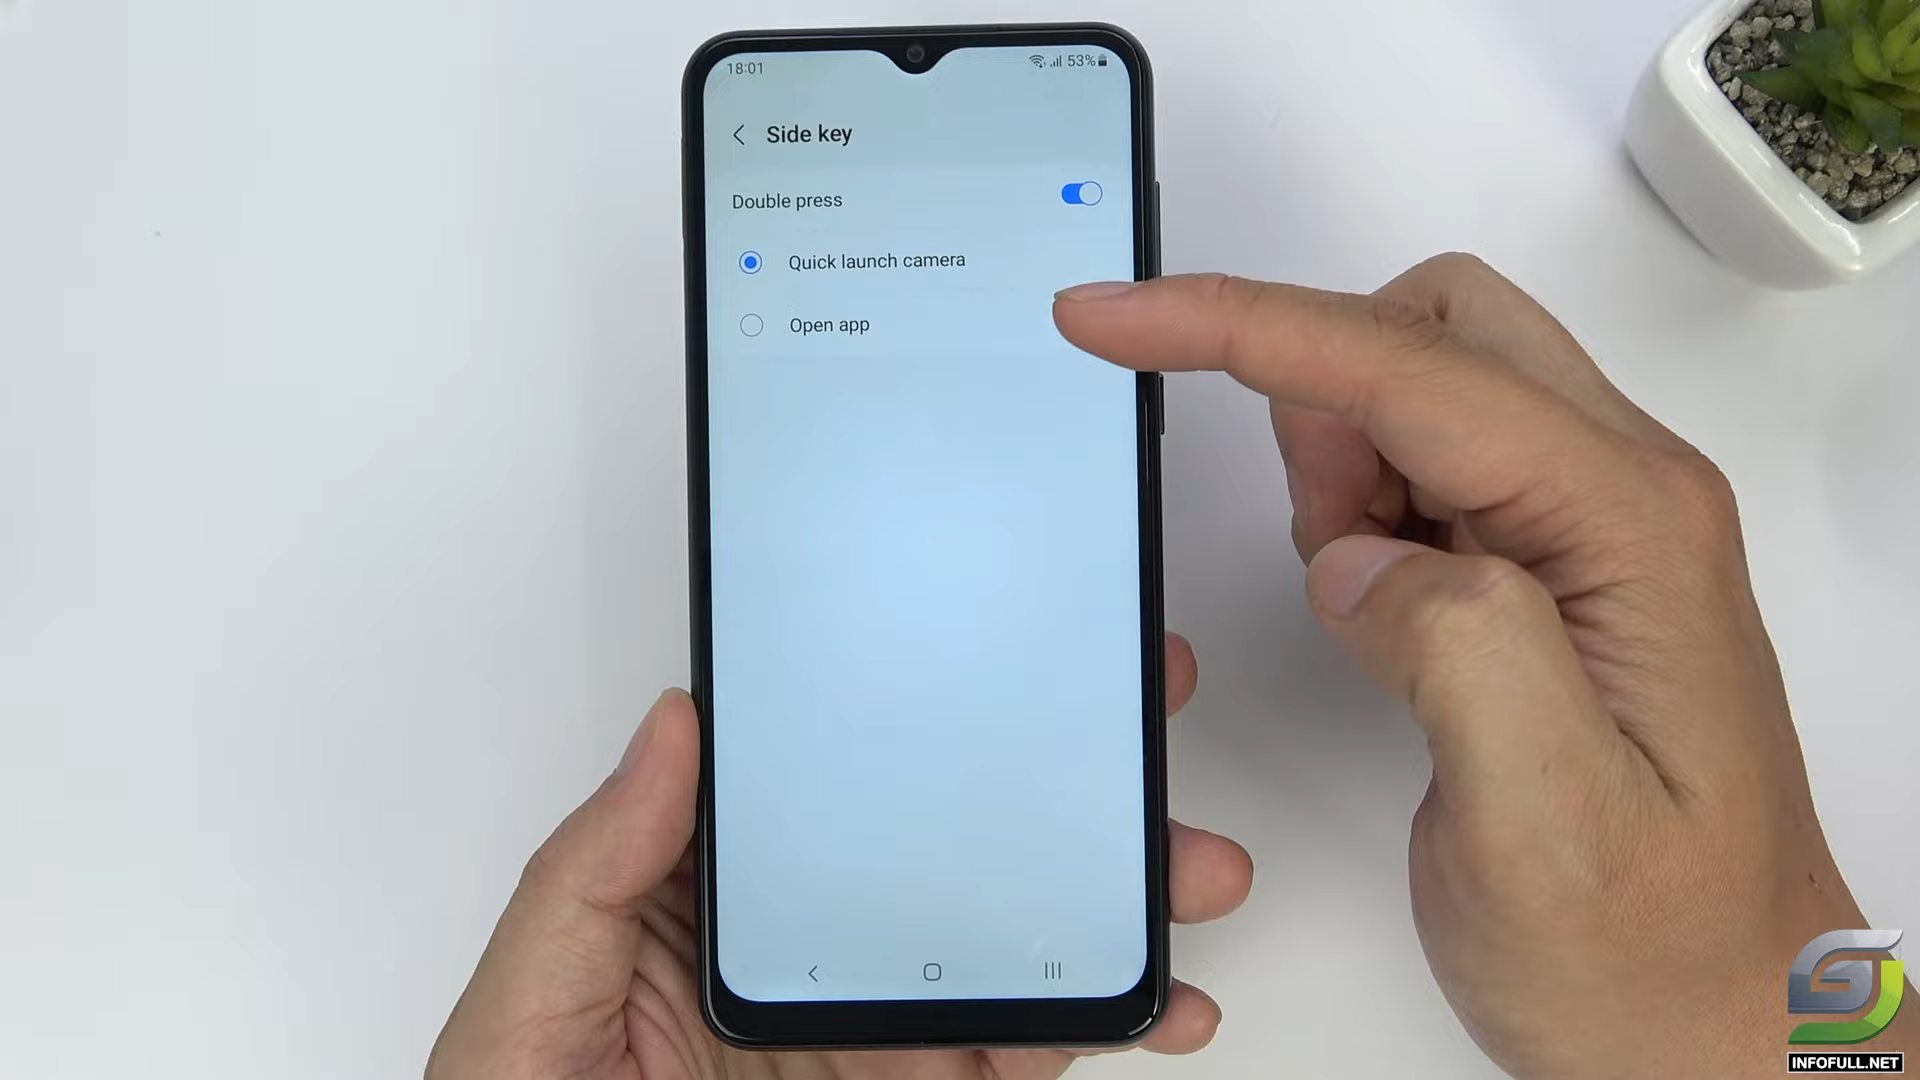 18:01
53%
Side key
Double press
Quick launch camera
Open app
INFOFULL.NET